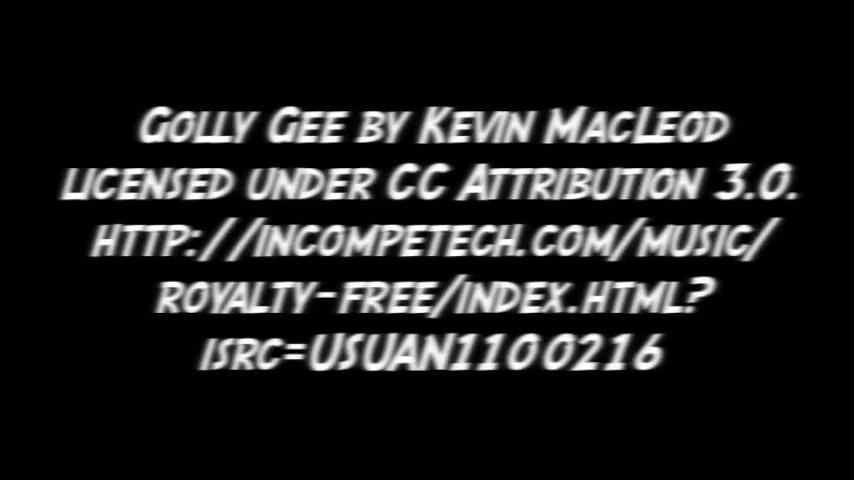 Golly Gee by Kevin MacLeod
licensed under CC Attribution 3.0.
http://incompetech.com/music/
royalty-free/index.html?
isrc=USUAN1100216